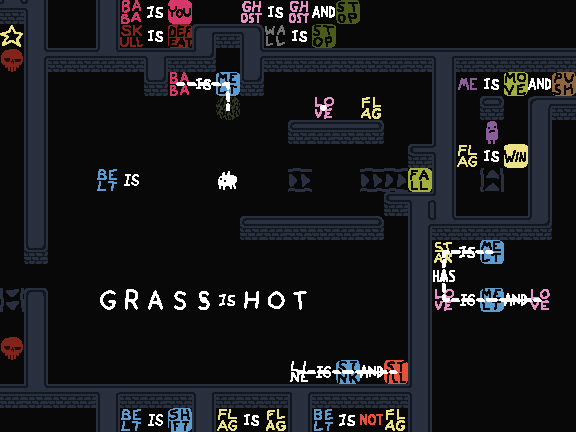 BABA IS YOU GHOST IS GHOST AND STOP
SKULL IS DEFEAT WALL IS STOP
BABA IS MELT ME IS MOVE AND PUSH
LOVE FLAG
FLAG IS WIN
BELT IS FALL
STAR IS MELT
HAS
GRASS IS HOT LOVE IS MELT AND LOVE
LINE IS SINK AND STILL
BELT IS SHIFT FLAG IS FLAG BELT IS NOT FLAG